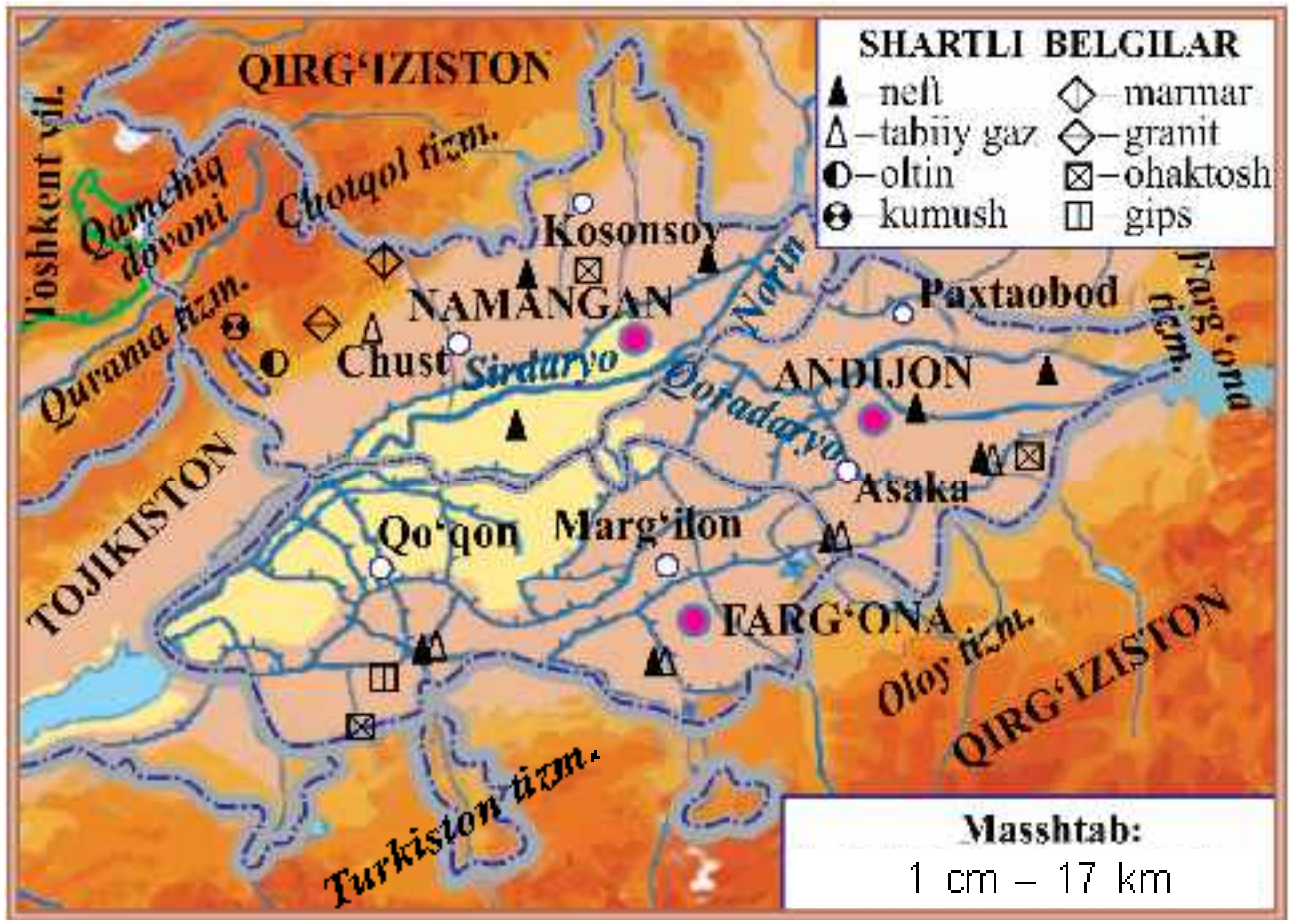 QIRG‘IZISTON
Toshkent vil.
Qamchiq
dovoni
Chotqol tizm.
Qurama tizm.
SHARTLI BELGILAR
neft
tabiiy gaz
oltin
kumush
marmar
granit
ohaktosh
gips
Kosonsoy
NAMANGAN
Chust
Sirdaryo
Norin
Qoradaryo
Paxtaobod
ANDIJON
Asaka
Farg‘ona
tizm.
TOJIKISTON
Qo‘qon
Marg‘ilon
FARG‘ONA
Oloy tizm.
QIRG‘IZISTON
Turkiston tizm.
Masshtab:
1 cm – 17 km